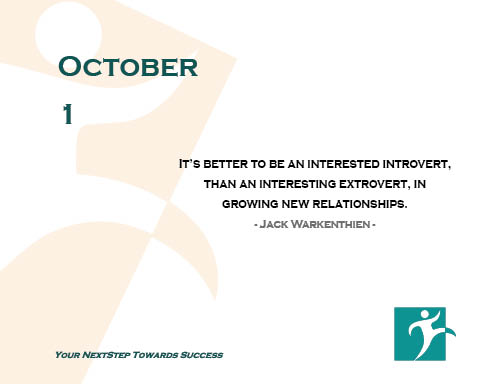 October
1
It's better to be an interested introvert,
than an interesting extrovert, in
growing new relationships.
- Jack Warkenthien -
Your NextStep Towards Success